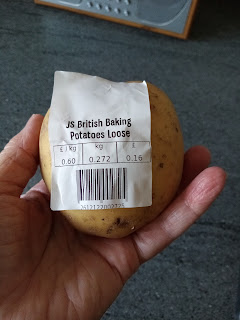 JS British Baking
Potatoes Loose
£/kg kg £
0.60 0.272 0.16